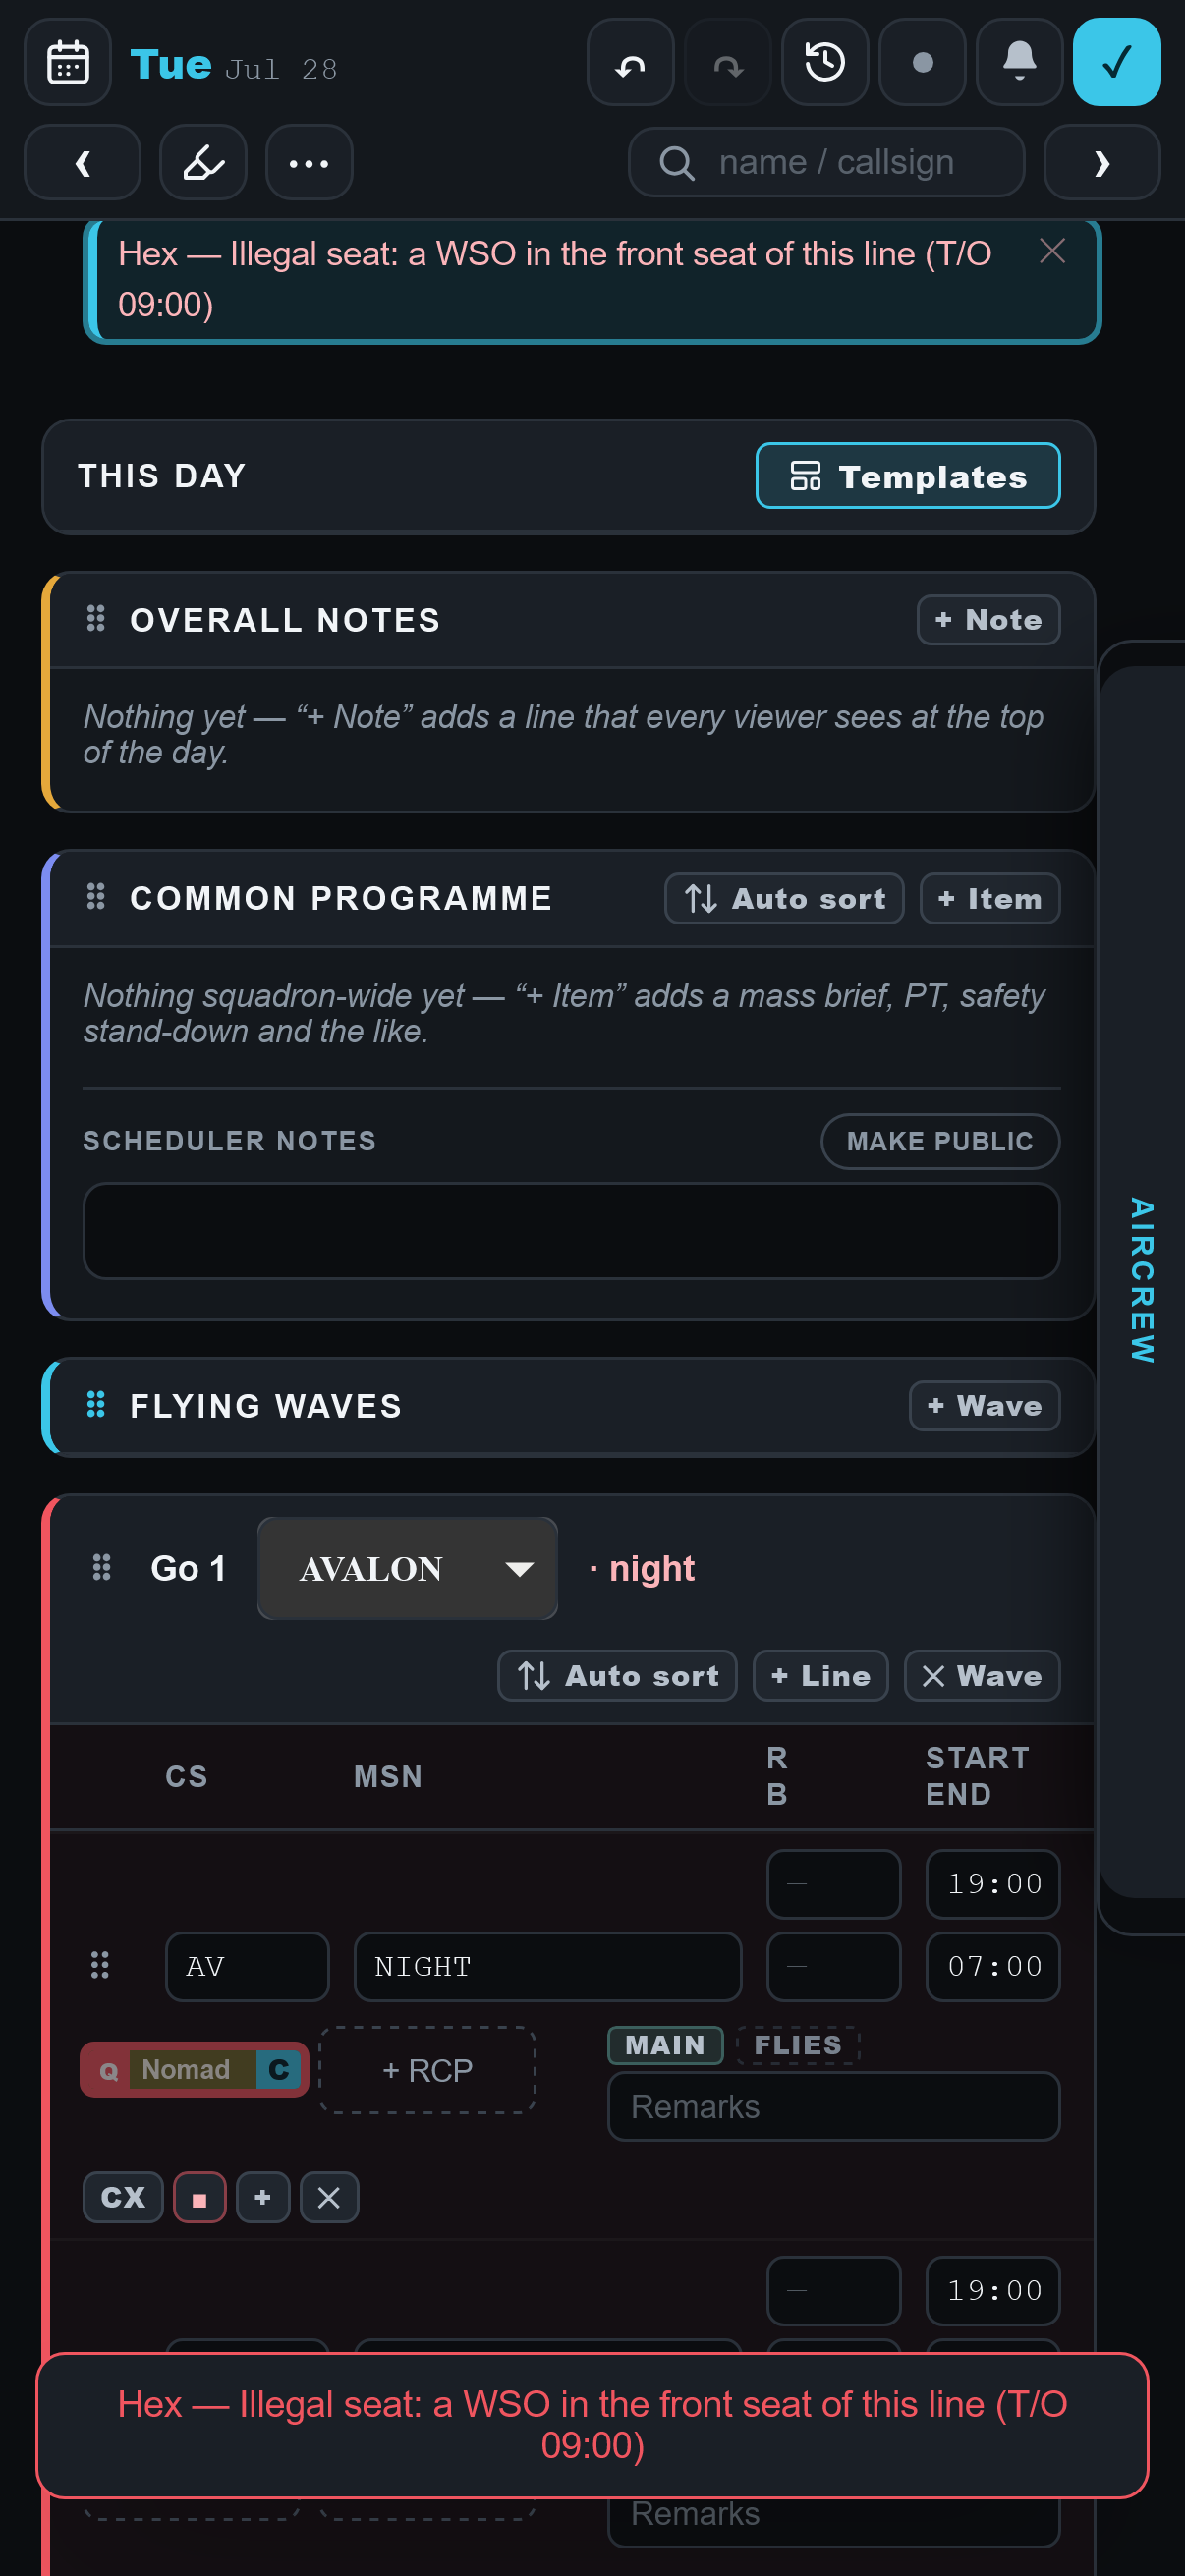 Tue Jul 28
name / callsign
Hex — Illegal seat: a WSO in the front seat of this line (T/O
09:00)
THIS DAY
Templates
OVERALL NOTES
+ Note
Nothing yet — “+ Note” adds a line that every viewer sees at the top
of the day.
COMMON PROGRAMME
Auto sort
+ Item
Nothing squadron-wide yet — “+ Item” adds a mass brief, PT, safety
stand-down and the like.
SCHEDULER NOTES
MAKE PUBLIC
AIRCREW
FLYING WAVES
+ Wave
Go 1
AVALON
· night
Auto sort
+ Line
× Wave
CS
MSN
R
B
START
END
—
19:00
AV
NIGHT
—
07:00
Q Nomad C
+ RCP
MAIN
FLIES
Remarks
CX
+
—
19:00
Hex — Illegal seat: a WSO in the front seat of this line (T/O
09:00)
Remarks